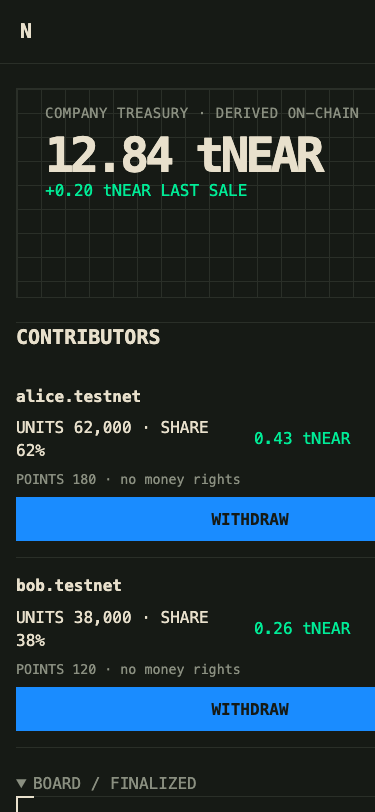 N
COMPANY TREASURY · DERIVED ON-CHAIN
12.84 tNEAR
+0.20 tNEAR LAST SALE
CONTRIBUTORS
alice.testnet
UNITS 62,000 · SHARE
62%
0.43 tNEAR
POINTS 180 · no money rights
WITHDRAW
bob.testnet
UNITS 38,000 · SHARE
38%
0.26 tNEAR
POINTS 120 · no money rights
WITHDRAW
▼ BOARD / FINALIZED